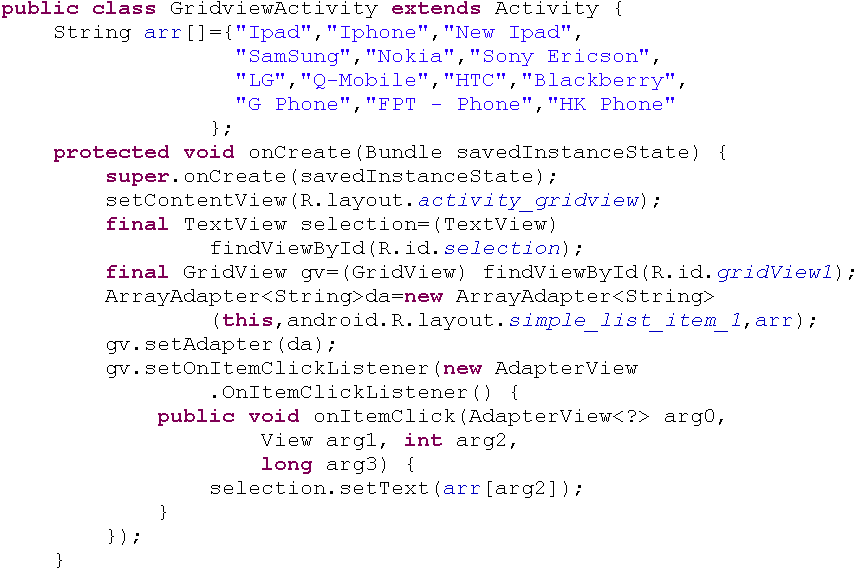 public class GridviewActivity extends Activity {
    String arr[]={"Ipad","Iphone","New Ipad",
                  "SamSung","Nokia","Sony Ericson",
                  "LG","Q-Mobile","HTC","Blackberry",
                  "G Phone","FPT - Phone","HK Phone"
                };
    protected void onCreate(Bundle savedInstanceState) {
        super.onCreate(savedInstanceState);
        setContentView(R.layout.activity_gridview);
        final TextView selection=(TextView)
                findViewById(R.id.selection);
        final GridView gv=(GridView) findViewById(R.id.gridView1);
        ArrayAdapter<String>da=new ArrayAdapter<String>
                (this,android.R.layout.simple_list_item_1,arr);
        gv.setAdapter(da);
        gv.setOnItemClickListener(new AdapterView
                .OnItemClickListener() {
            public void onItemClick(AdapterView<?> arg0,
                    View arg1, int arg2,
                    long arg3) {
                selection.setText(arr[arg2]);
            }
        });
    }